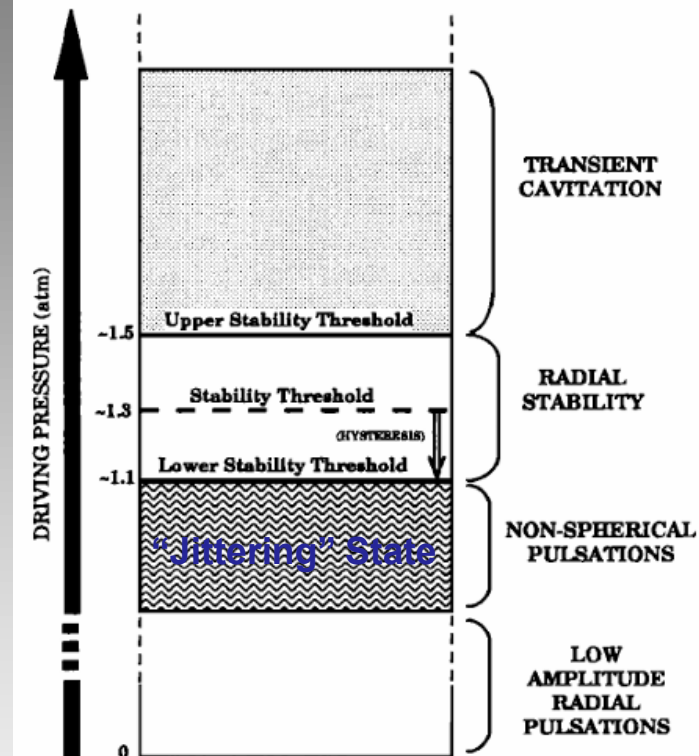 DRIVING PRESSURE (atm)
TRANSIENT
CAVITATION
Upper Stability Threshold
~1.5
Stability Threshold
~1.8
(HYSTERESIS)
RADIAL
STABILITY
Lower Stability Threshold
~1.1
"Jittering" State
NON-SPHERICAL
PULSATIONS
LOW
AMPLITUDE
RADIAL
PULSATIONS
0